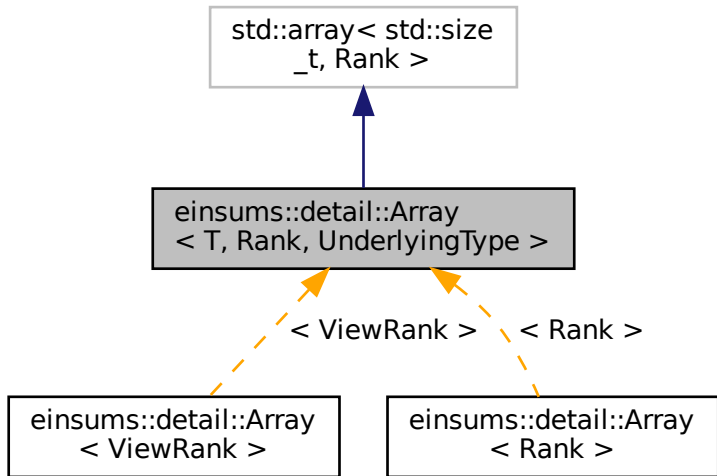 std::array< std::size
_t, Rank >
einsums::detail::Array
< T, Rank, UnderlyingType >
< ViewRank >
< Rank >
einsums::detail::Array
< ViewRank >
einsums::detail::Array
< Rank >